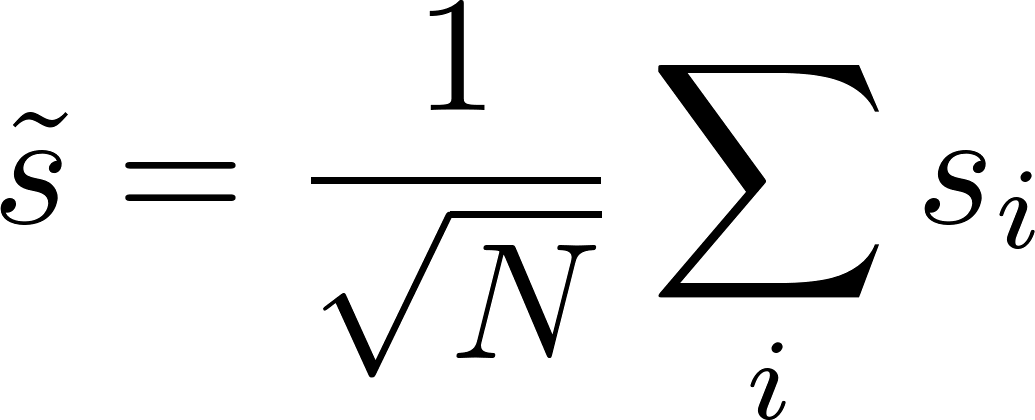 s̃ = 1/√N ∑_i s_i